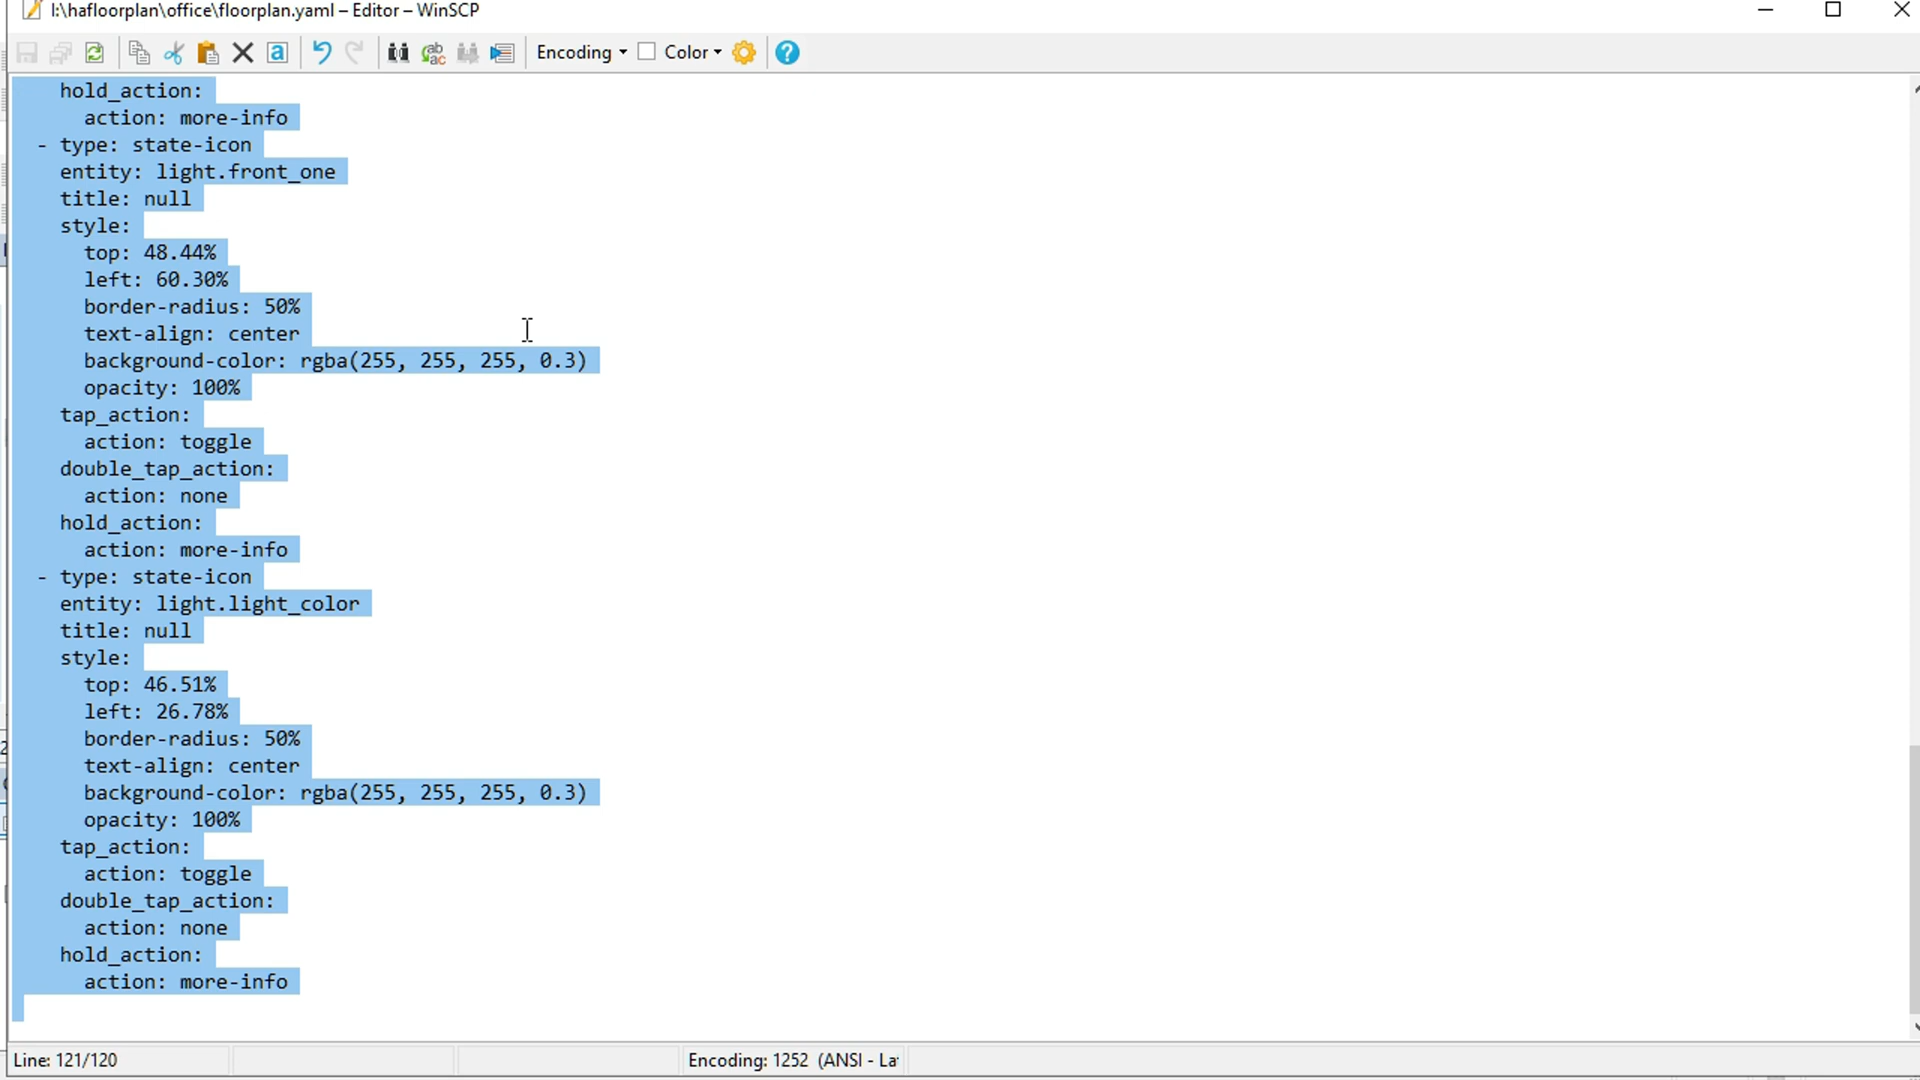 I:\hafloorplan\office\floorplan.yaml – Editor – WinSCP
Encoding Color
hold_action:
action: more-info
- type: state-icon
entity: light.front_one
title: null
style:
top: 48.44%
left: 60.30%
border-radius: 50%
text-align: center
background-color: rgba(255, 255, 255, 0.3)
opacity: 100%
tap_action:
action: toggle
double_tap_action:
action: none
hold_action:
action: more-info
- type: state-icon
entity: light.light_color
title: null
style:
top: 46.51%
left: 26.78%
border-radius: 50%
text-align: center
background-color: rgba(255, 255, 255, 0.3)
opacity: 100%
tap_action:
action: toggle
double_tap_action:
action: none
hold_action:
action: more-info
Line: 121/120 Encoding: 1252 (ANSI - La